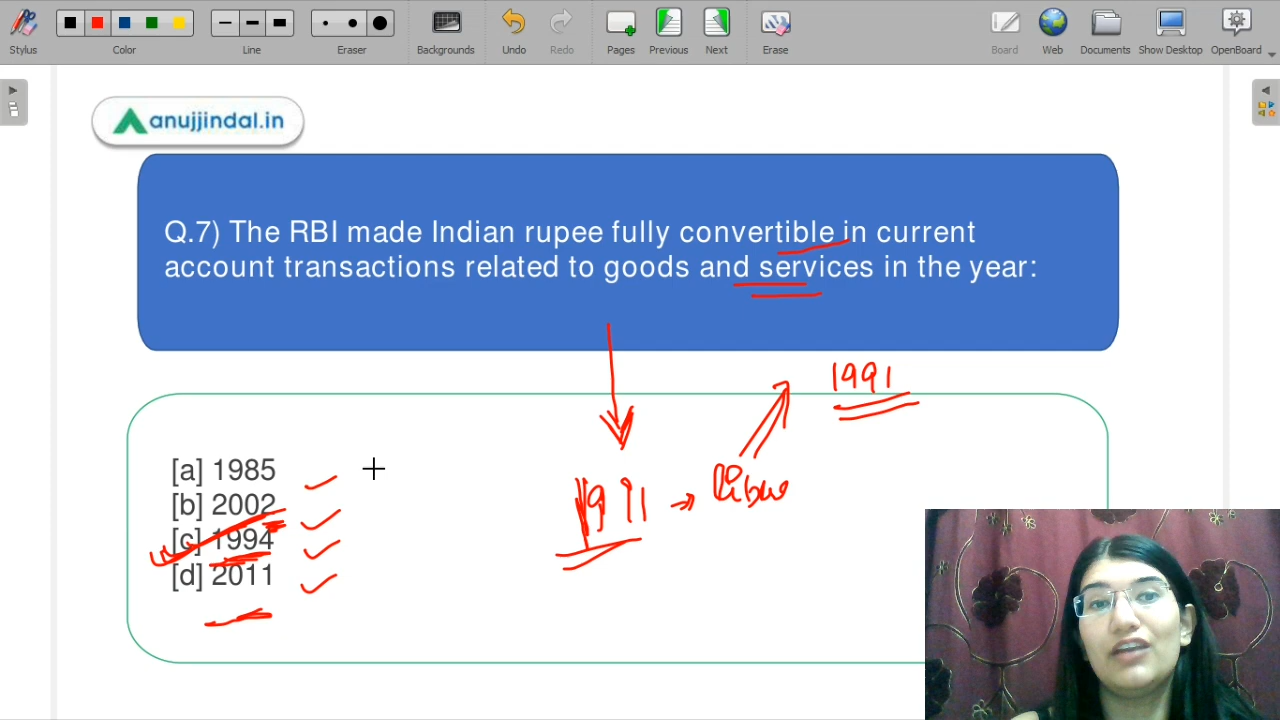 Stylus
Color
Line
Eraser
Backgrounds
Undo
Redo
Pages
Previous
Next
Erase
Board
Web
Documents
Show Desktop
OpenBoard
anujjindal.in
Q.7) The RBI made Indian rupee fully convertible in current
account transactions related to goods and services in the year:
1991
[a] 1985
[b] 2002
[c] 1994
[d] 2011
1991